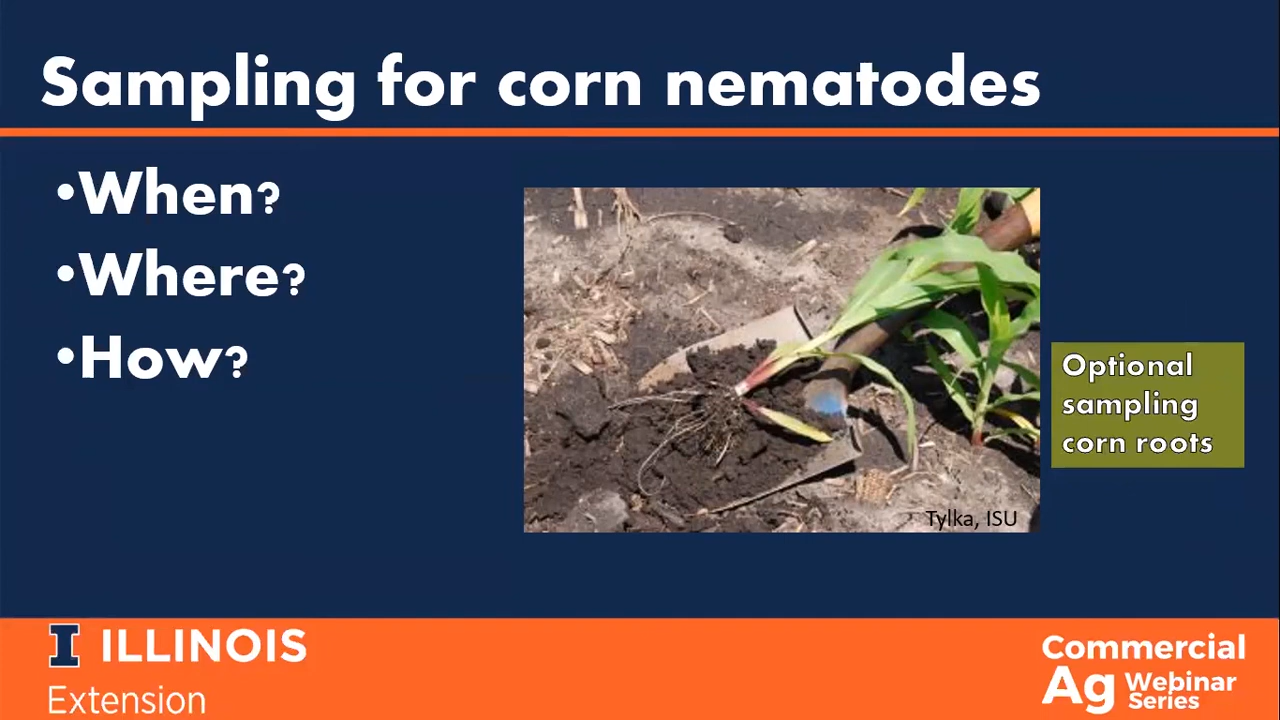 Sampling for corn nematodes
•When?
•Where?
•How?
Optional
sampling
corn roots
Tylka, ISU
I ILLINOIS
Extension
Commercial
Ag Webinar
Series